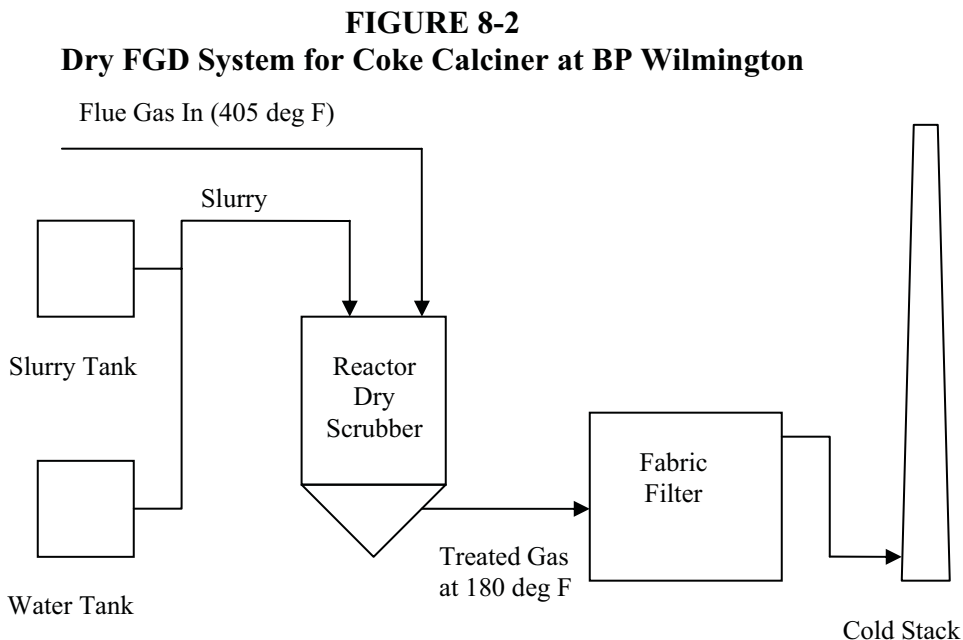 FIGURE 8-2
Dry FGD System for Coke Calciner at BP Wilmington
Flue Gas In (405 deg F)
Slurry
Slurry Tank
Reactor
Dry
Scrubber
Fabric
Filter
Treated Gas
at 180 deg F
Water Tank
Cold Stack